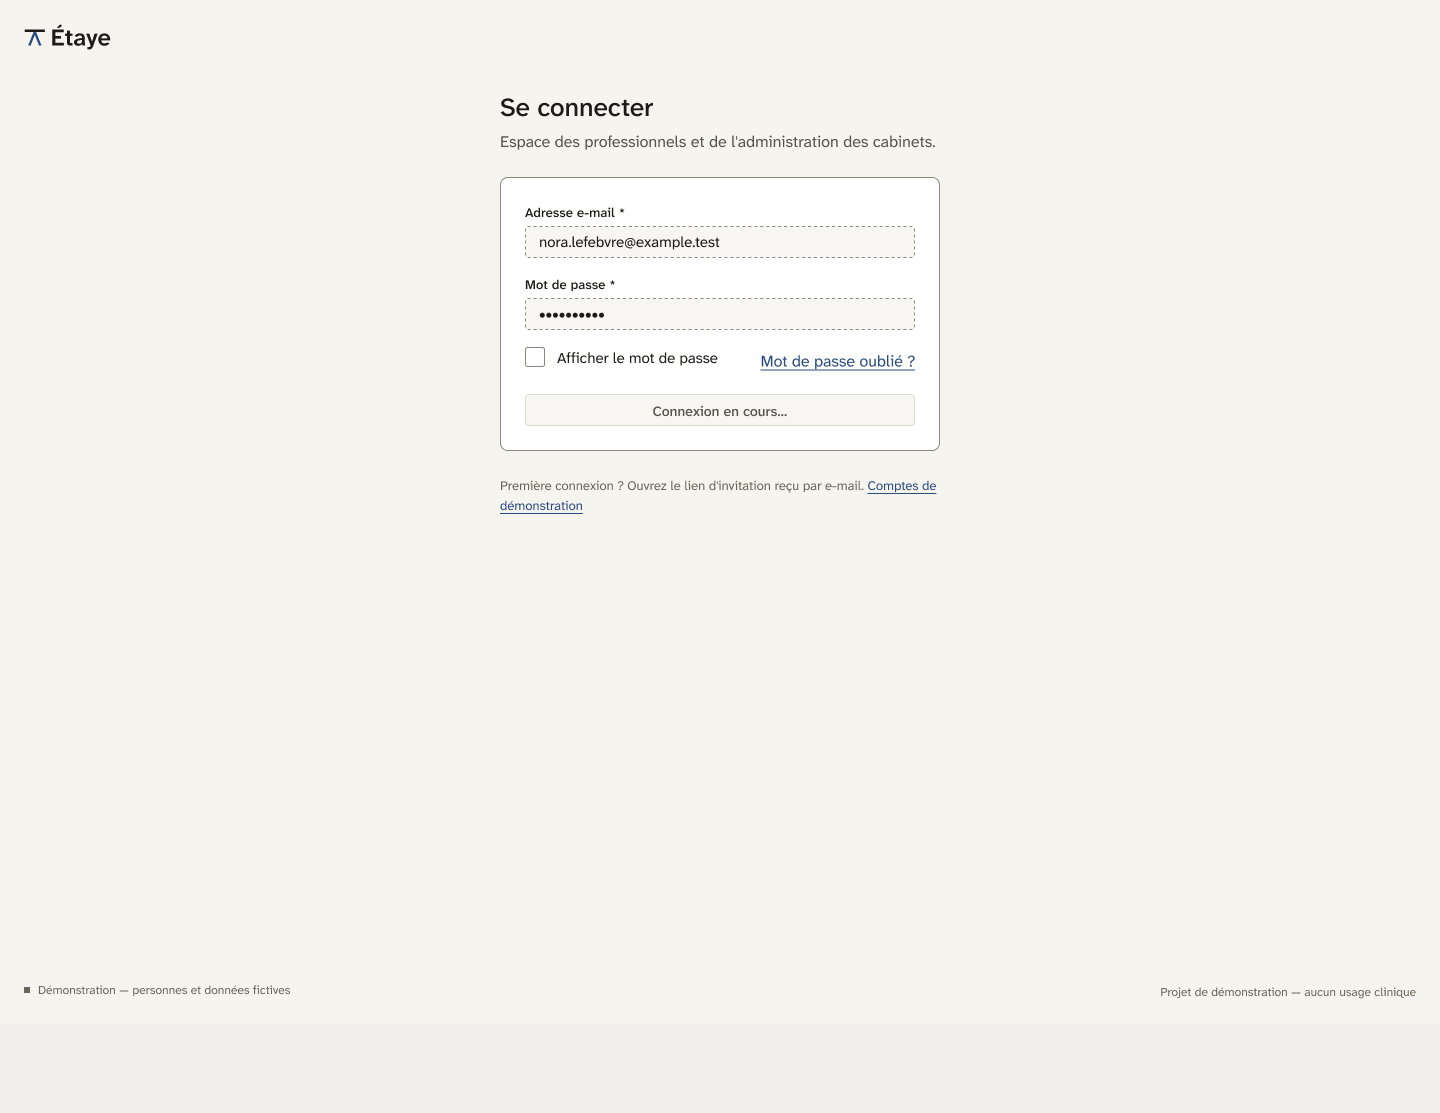 Étaye
Se connecter
Espace des professionnels et de l'administration des cabinets.
Adresse e-mail *
nora.lefebvre@example.test
Mot de passe *
••••••••••
Afficher le mot de passe
Mot de passe oublié ?
Connexion en cours…
Première connexion ? Ouvrez le lien d'invitation reçu par e-mail. Comptes de
démonstration
Démonstration — personnes et données fictives
Projet de démonstration — aucun usage clinique